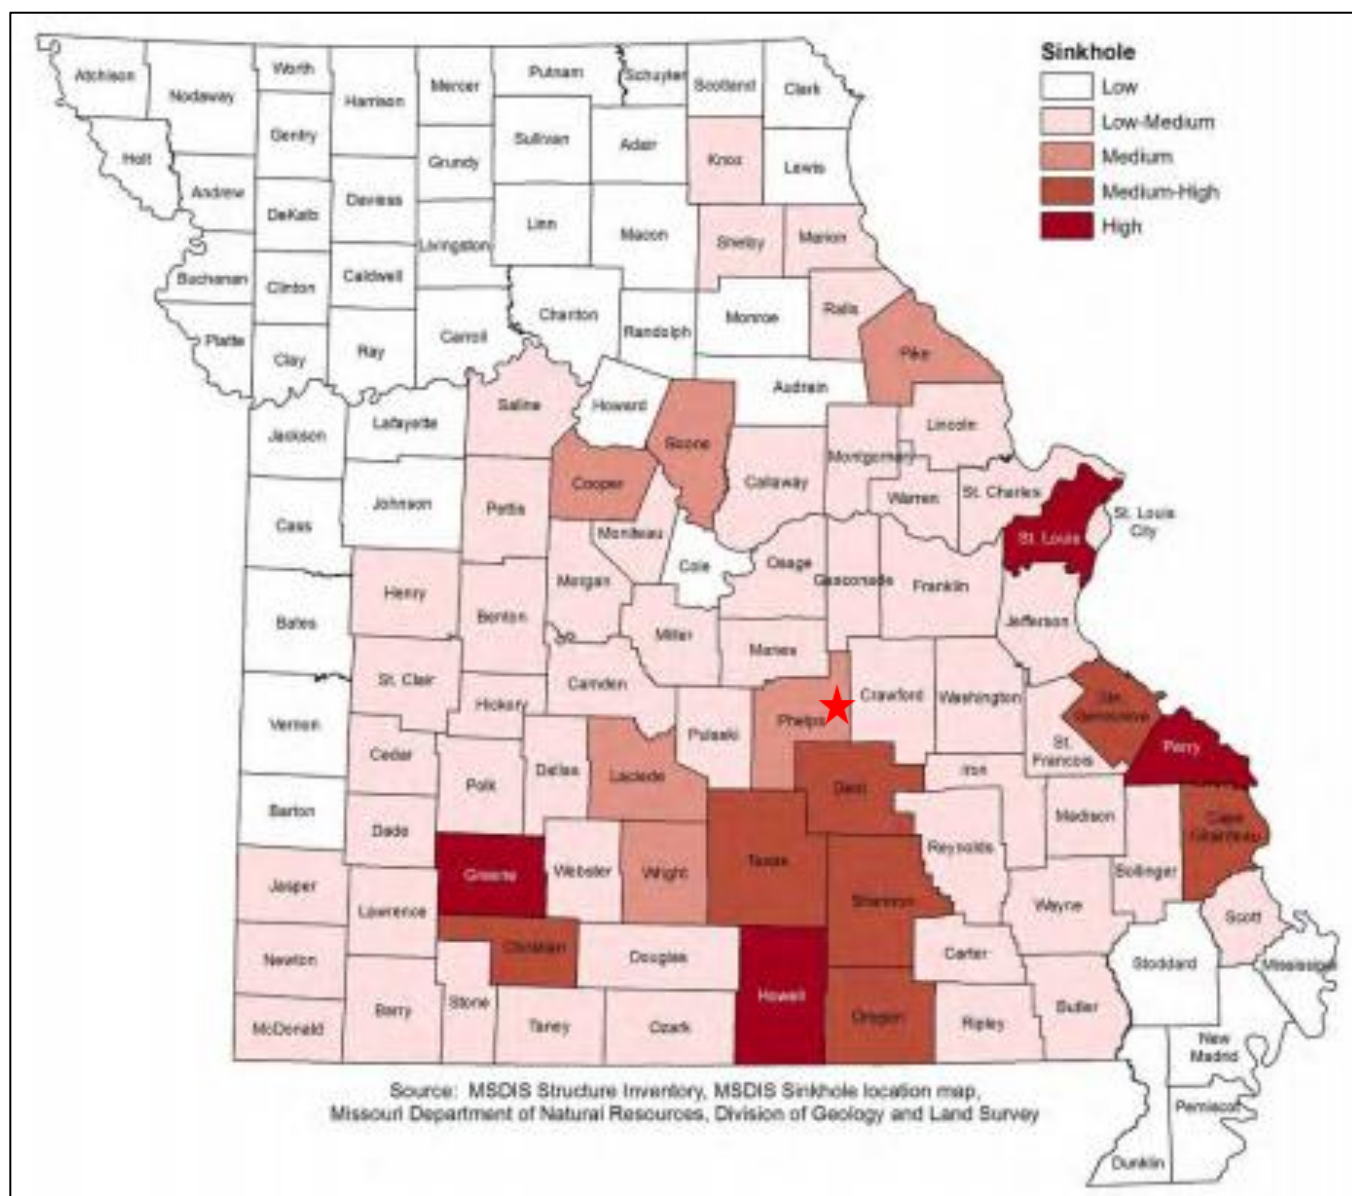 Sinkhole
Low
Low-Medium
Medium
Medium-High
High
Atchison
Nodaway
Worth
Harrison
Mercer
Putnam
Schuyler
Scotland
Clark
Gentry
Sullivan
Adair
Knox
Lewis
Holt
Andrew
DeKalb
Daviess
Grundy
Linn
Macon
Shelby
Marion
Livingston
Buchanan
Clinton
Caldwell
Chariton
Randolph
Monroe
Ralls
Pike
Platte
Clay
Ray
Carroll
Saline
Howard
Audrain
Jackson
Lafayette
Boone
Lincoln
Montgomery
Callaway
Cooper
Warren
St. Charles
St. Louis
City
St. Louis
Cass
Johnson
Pettis
Moniteau
Cole
Osage
Gasconade
Franklin
Jefferson
Bates
Henry
Benton
Morgan
Miller
Maries
St. Clair
Hickory
Camden
Phelps
Crawford
Washington
Ste.
Genevieve
Vernon
Cedar
Polk
Dallas
Laclede
Pulaski
Dent
Iron
St.
Francois
Perry
Barton
Dade
Madison
Cape
Girardeau
Jasper
Lawrence
Greene
Webster
Wright
Texas
Shannon
Reynolds
Wayne
Bollinger
Scott
Newton
Christian
Douglas
Howell
Carter
Stoddard
Mississippi
McDonald
Barry
Stone
Taney
Ozark
Oregon
Ripley
Butler
New
Madrid
Pemiscot
Dunklin
Source: MSDIS Structure Inventory, MSDIS Sinkhole location map,
Missouri Department of Natural Resources, Division of Geology and Land Survey